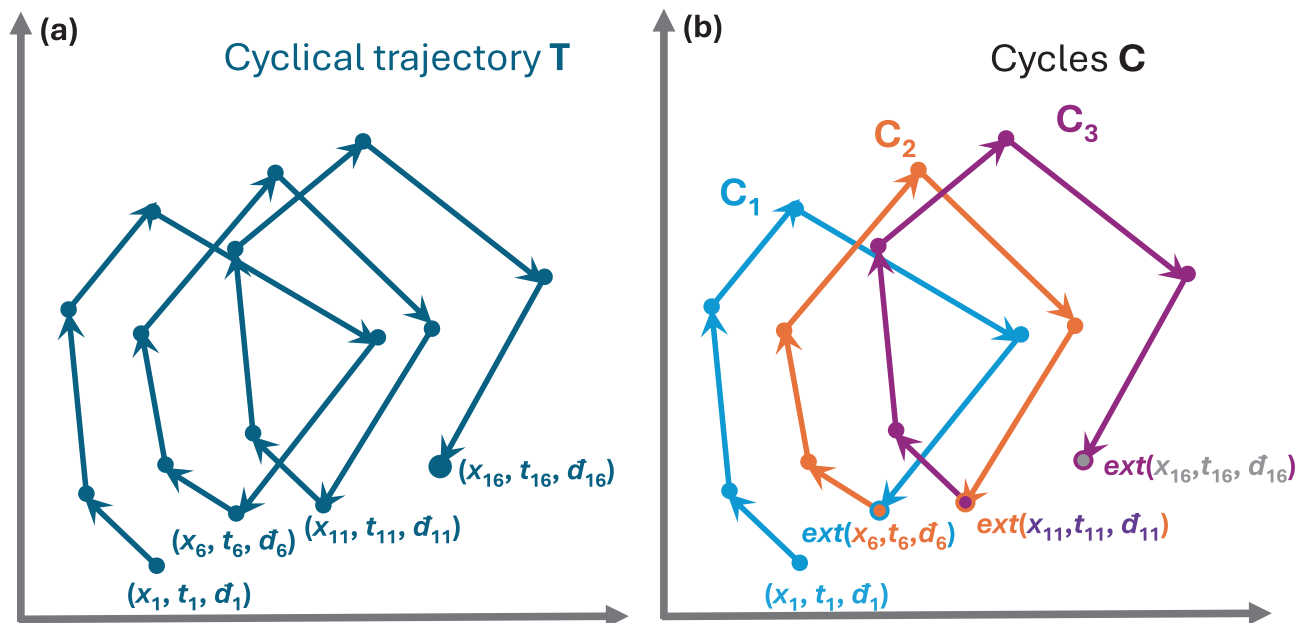 (a)
Cyclical trajectory T
(x16, t16, đ16)
(x6, t6, đ6)
(x11, t11, đ11)
(x1, t1, đ1)
(b)
Cycles C
C3
C2
C1
ext(x16,t16, đ16)
ext(x6,t6,đ6)
ext(x11,t11, đ11)
(x1, t1, đ1)